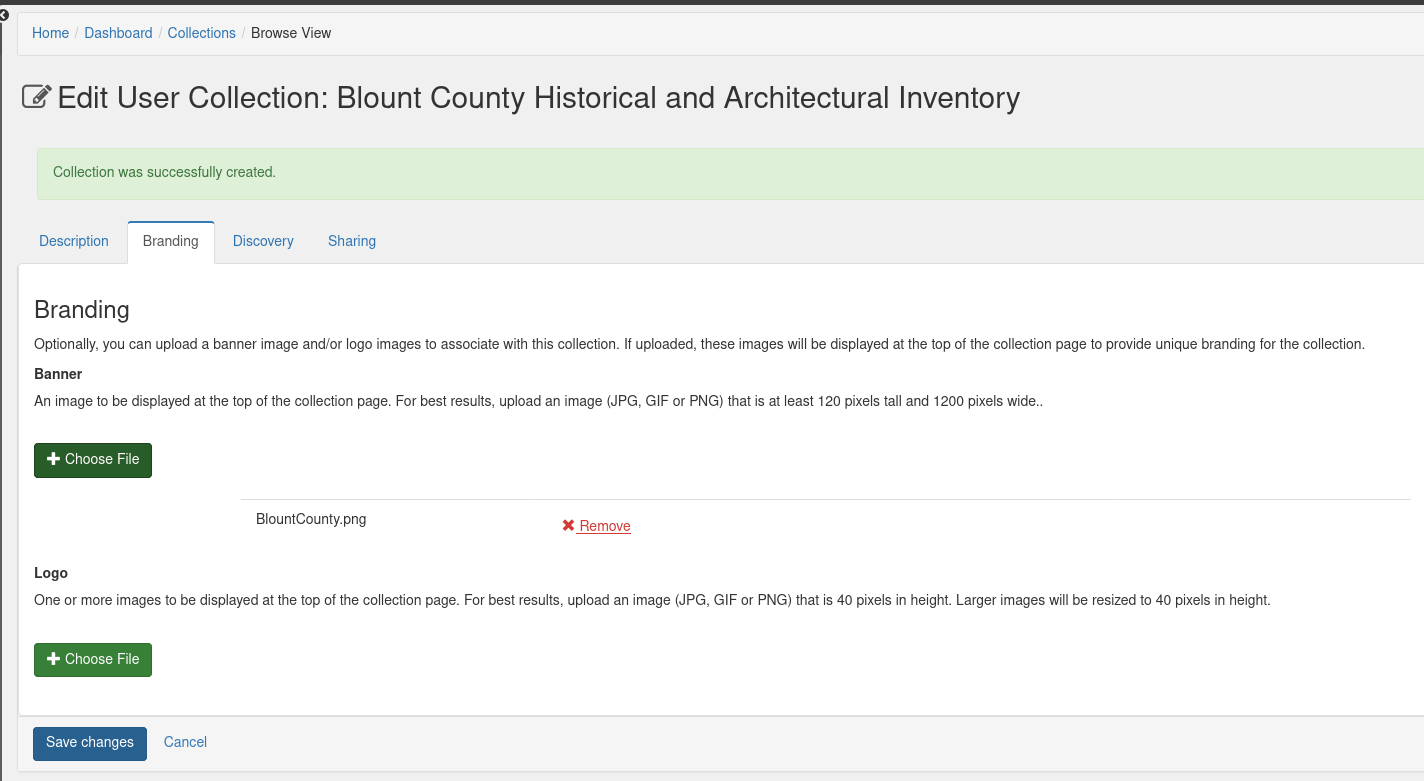 Home / Dashboard / Collections / Browse View
Edit User Collection: Blount County Historical and Architectural Inventory
Collection was successfully created.
Description Branding Discovery Sharing
Branding
Optionally, you can upload a banner image and/or logo images to associate with this collection. If uploaded, these images will be displayed at the top of the collection page to provide unique branding for the collection.
Banner
An image to be displayed at the top of the collection page. For best results, upload an image (JPG, GIF or PNG) that is at least 120 pixels tall and 1200 pixels wide..
Choose File
BlountCounty.png Remove
Logo
One or more images to be displayed at the top of the collection page. For best results, upload an image (JPG, GIF or PNG) that is 40 pixels in height. Larger images will be resized to 40 pixels in height.
Choose File
Save changes Cancel